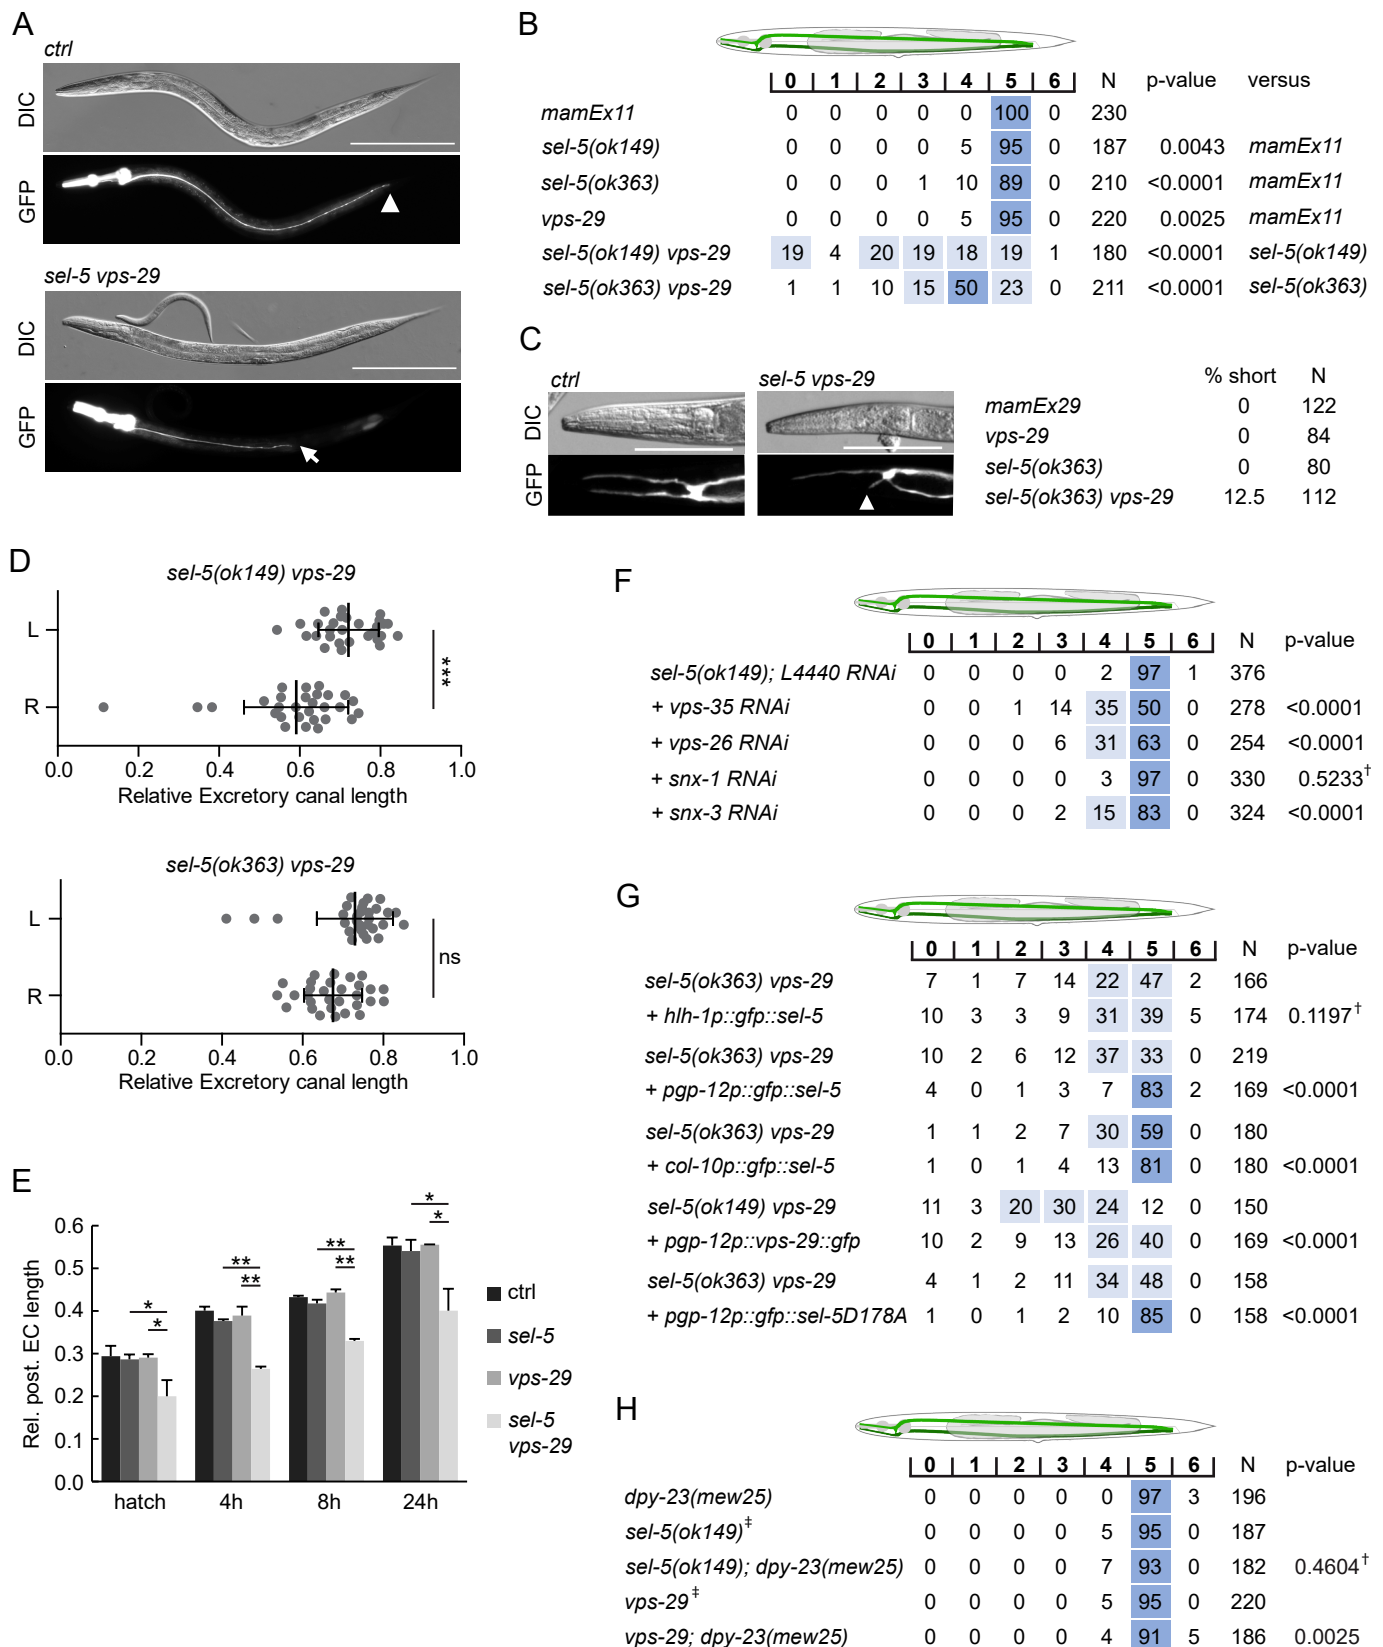 A
ctrl
DIC
GFP
sel-5 vps-29
DIC
GFP
B
0 1 2 3 4 5 6 N p-value versus
mamEx11 0 0 0 0 0 100 0 230
sel-5(ok149) 0 0 0 0 5 95 0 187 0.0043 mamEx11
sel-5(ok363) 0 0 0 1 10 89 0 210 <0.0001 mamEx11
vps-29 0 0 0 0 5 95 0 220 0.0025 mamEx11
sel-5(ok149) vps-29 19 4 20 19 18 19 1 180 <0.0001 sel-5(ok149)
sel-5(ok363) vps-29 1 1 10 15 50 23 0 211 <0.0001 sel-5(ok363)
C
ctrl sel-5 vps-29
DIC
GFP
% short N
mamEx29 0 122
vps-29 0 84
sel-5(ok363) 0 80
sel-5(ok363) vps-29 12.5 112
D
sel-5(ok149) vps-29
L
***
R
0.0 0.2 0.4 0.6 0.8 1.0
Relative Excretory canal length
sel-5(ok363) vps-29
L
ns
R
0.0 0.2 0.4 0.6 0.8 1.0
Relative Excretory canal length
E
Rel. post. EC length
0.6
0.5
0.4
0.3
0.2
0.1
0.0
* * ** ** ** ** * *
hatch 4h 8h 24h
ctrl
sel-5
vps-29
sel-5
vps-29
F
0 1 2 3 4 5 6 N p-value
sel-5(ok149); L4440 RNAi 0 0 0 0 2 97 1 376
+ vps-35 RNAi 0 0 1 14 35 50 0 278 <0.0001
+ vps-26 RNAi 0 0 0 6 31 63 0 254 <0.0001
+ snx-1 RNAi 0 0 0 0 3 97 0 330 0.5233†
+ snx-3 RNAi 0 0 0 2 15 83 0 324 <0.0001
G
0 1 2 3 4 5 6 N p-value
sel-5(ok363) vps-29 7 1 7 14 22 47 2 166
+ hlh-1p::gfp::sel-5 10 3 3 9 31 39 5 174 0.1197†
sel-5(ok363) vps-29 10 2 6 12 37 33 0 219
+ pgp-12p::gfp::sel-5 4 0 1 3 7 83 2 169 <0.0001
sel-5(ok363) vps-29 1 1 2 7 30 59 0 180
+ col-10p::gfp::sel-5 1 0 1 4 13 81 0 180 <0.0001
sel-5(ok149) vps-29 11 3 20 30 24 12 0 150
+ pgp-12p::vps-29::gfp 10 2 9 13 26 40 0 169 <0.0001
sel-5(ok363) vps-29 4 1 2 11 34 48 0 158
+ pgp-12p::gfp::sel-5D178A 1 0 1 2 10 85 0 158 <0.0001
H
0 1 2 3 4 5 6 N p-value
dpy-23(mew25) 0 0 0 0 0 97 3 196
sel-5(ok149)‡ 0 0 0 0 5 95 0 187
sel-5(ok149); dpy-23(mew25) 0 0 0 0 7 93 0 182 0.4604†
vps-29‡ 0 0 0 0 5 95 0 220
vps-29; dpy-23(mew25) 0 0 0 0 4 91 5 186 0.0025